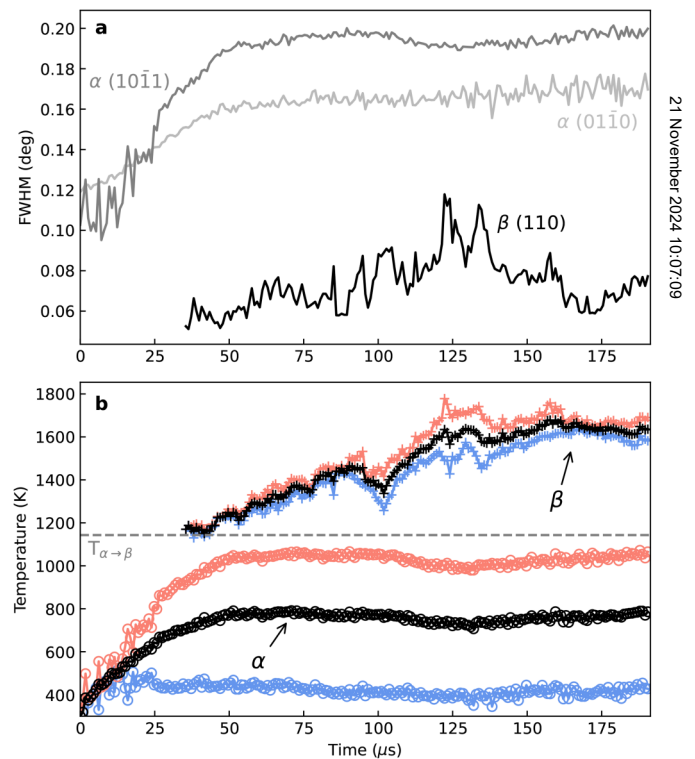 a
0.20
0.18
0.16
0.14
0.12
0.10
0.08
0.06
FWHM (deg)
α (101̄1)
α (011̄0)
β (110)
0 25 50 75 100 125 150 175
21 November 2024 10:07:09
b
1800
1600
1400
1200
1000
800
600
400
Temperature (K)
Tα→β
β
α
0 25 50 75 100 125 150 175
Time (μs)